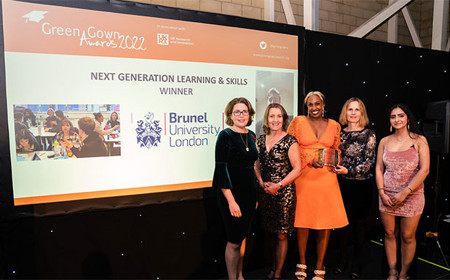 Green Gown
Awards 2022
NEXT GENERATION LEARNING & SKILLS
WINNER
Brunel
University
London